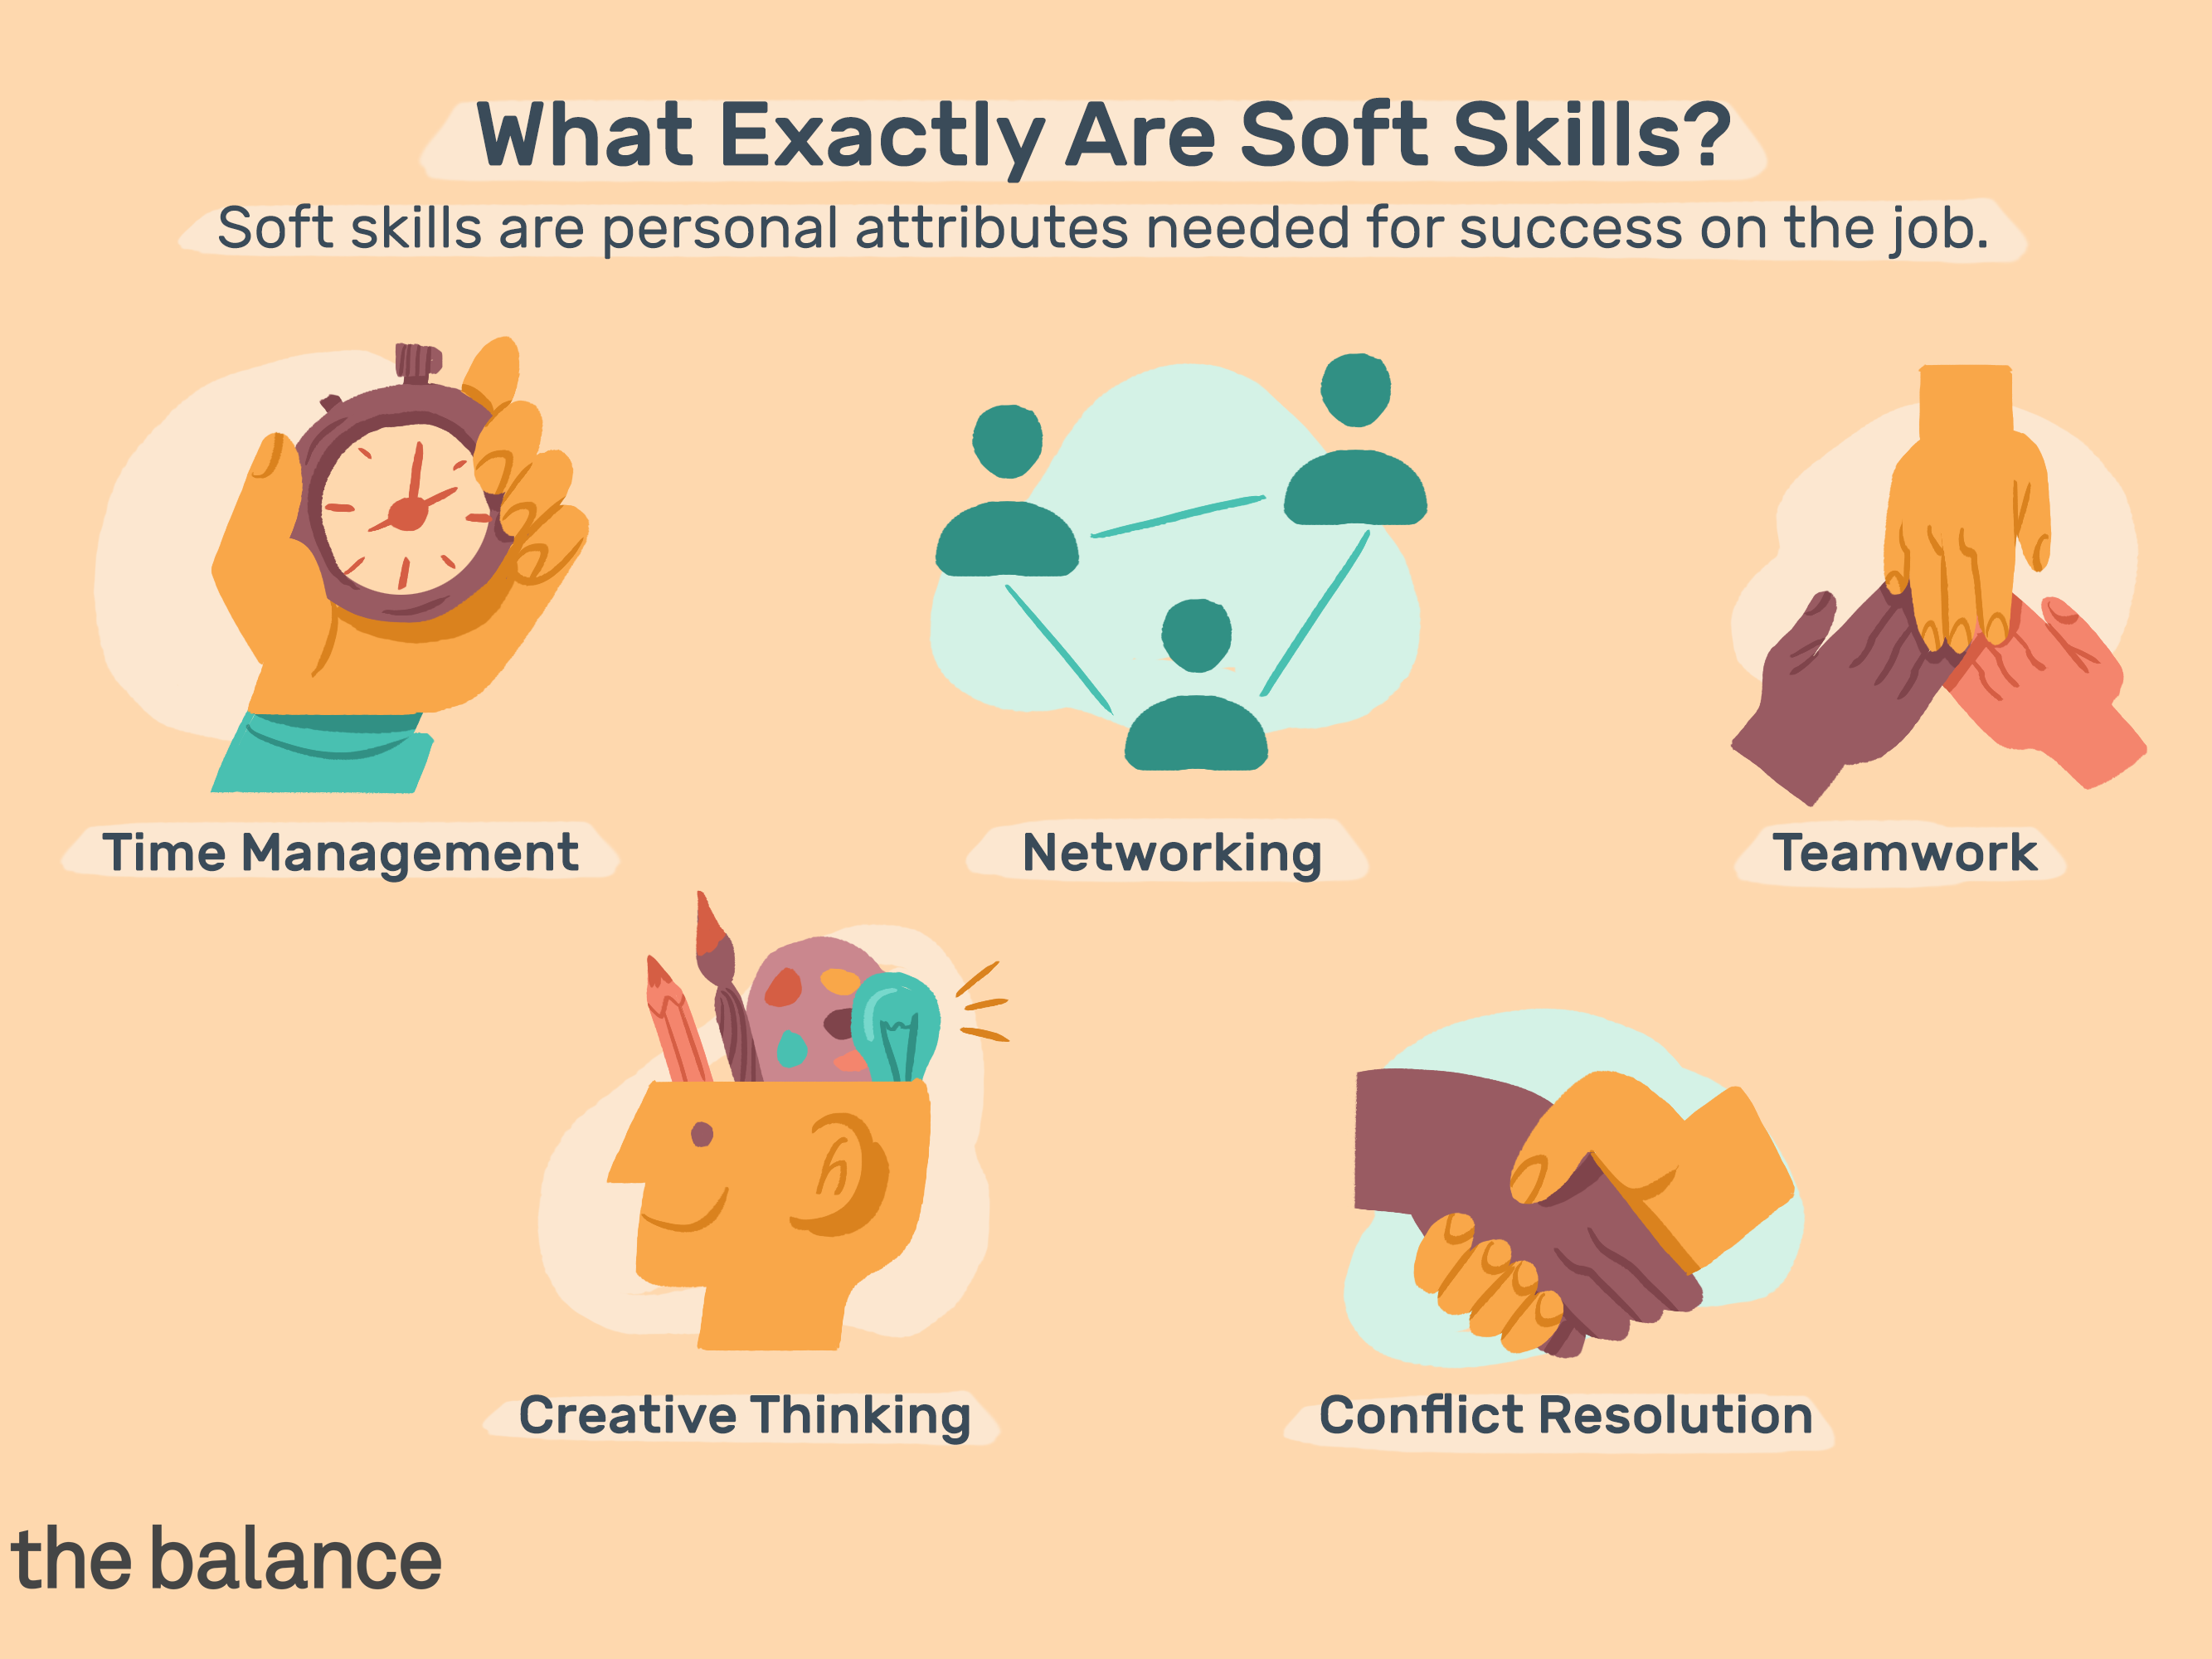 What Exactly Are Soft Skills?
Soft skills are personal attributes needed for success on the job.
Time Management
Networking
Teamwork
Creative Thinking
Conflict Resolution
the balance